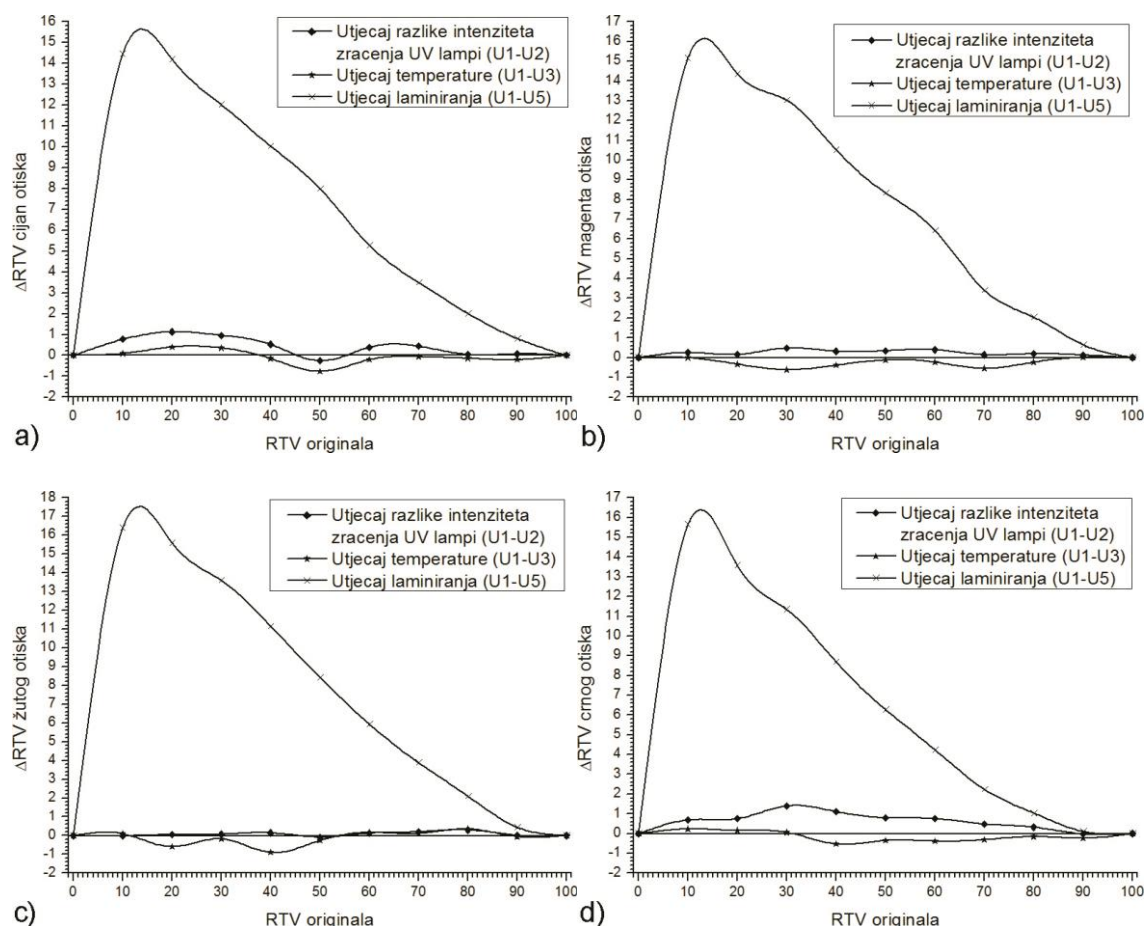 16
15
14
13
12
11
10
9
8
7
6
5
4
3
2
1
0
-1
-2
ΔRTV cijan otiska
Utjecaj razlike intenziteta
zracenja UV lampi (U1-U2)
Utjecaj temperature (U1-U3)
Utjecaj laminiranja (U1-U5)
0 10 20 30 40 50 60 70 80 90 100
RTV originala
a)
17
16
15
14
13
12
11
10
9
8
7
6
5
4
3
2
1
0
-1
-2
ΔRTV magenta otiska
Utjecaj razlike intenziteta
zracenja UV lampi (U1-U2)
Utjecaj temperature (U1-U3)
Utjecaj laminiranja (U1-U5)
0 10 20 30 40 50 60 70 80 90 100
RTV originala
b)
18
17
16
15
14
13
12
11
10
9
8
7
6
5
4
3
2
1
0
-1
-2
ΔRTV žutog otiska
Utjecaj razlike intenziteta
zracenja UV lampi (U1-U2)
Utjecaj temperature (U1-U3)
Utjecaj laminiranja (U1-U5)
0 10 20 30 40 50 60 70 80 90 100
RTV originala
c)
17
16
15
14
13
12
11
10
9
8
7
6
5
4
3
2
1
0
-1
-2
ΔRTV crnog otiska
Utjecaj razlike intenziteta
zracenja UV lampi (U1-U2)
Utjecaj temperature (U1-U3)
Utjecaj laminiranja (U1-U5)
0 10 20 30 40 50 60 70 80 90 100
RTV originala
d)